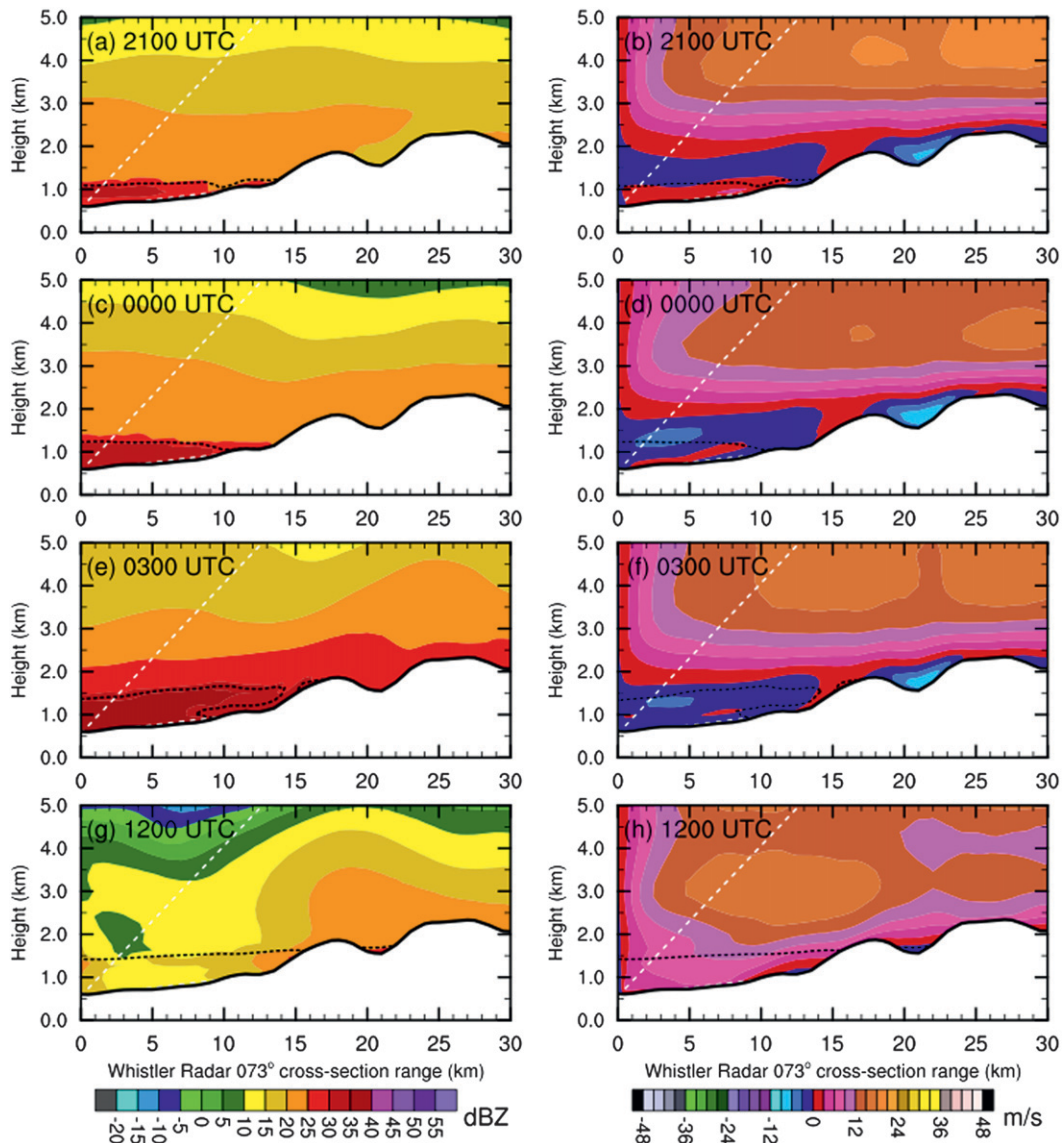 (a) 2100 UTC
(b) 2100 UTC
Height (km)
5.0
4.0
3.0
2.0
1.0
0.0
0 5 10 15 20 25 30
Height (km)
5.0
4.0
3.0
2.0
1.0
0.0
0 5 10 15 20 25 30
(c) 0000 UTC
(d) 0000 UTC
Height (km)
5.0
4.0
3.0
2.0
1.0
0.0
0 5 10 15 20 25 30
Height (km)
5.0
4.0
3.0
2.0
1.0
0.0
0 5 10 15 20 25 30
(e) 0300 UTC
(f) 0300 UTC
Height (km)
5.0
4.0
3.0
2.0
1.0
0.0
0 5 10 15 20 25 30
Height (km)
5.0
4.0
3.0
2.0
1.0
0.0
0 5 10 15 20 25 30
(g) 1200 UTC
(h) 1200 UTC
Height (km)
5.0
4.0
3.0
2.0
1.0
0.0
0 5 10 15 20 25 30
Height (km)
5.0
4.0
3.0
2.0
1.0
0.0
0 5 10 15 20 25 30
Whistler Radar 073° cross-section range (km)
Whistler Radar 073° cross-section range (km)
-20 -15 -10 -5 0 5 10 15 20 25 30 35 40 45 50 55 dBZ
-48 -36 -24 -12 0 12 24 36 48 m/s